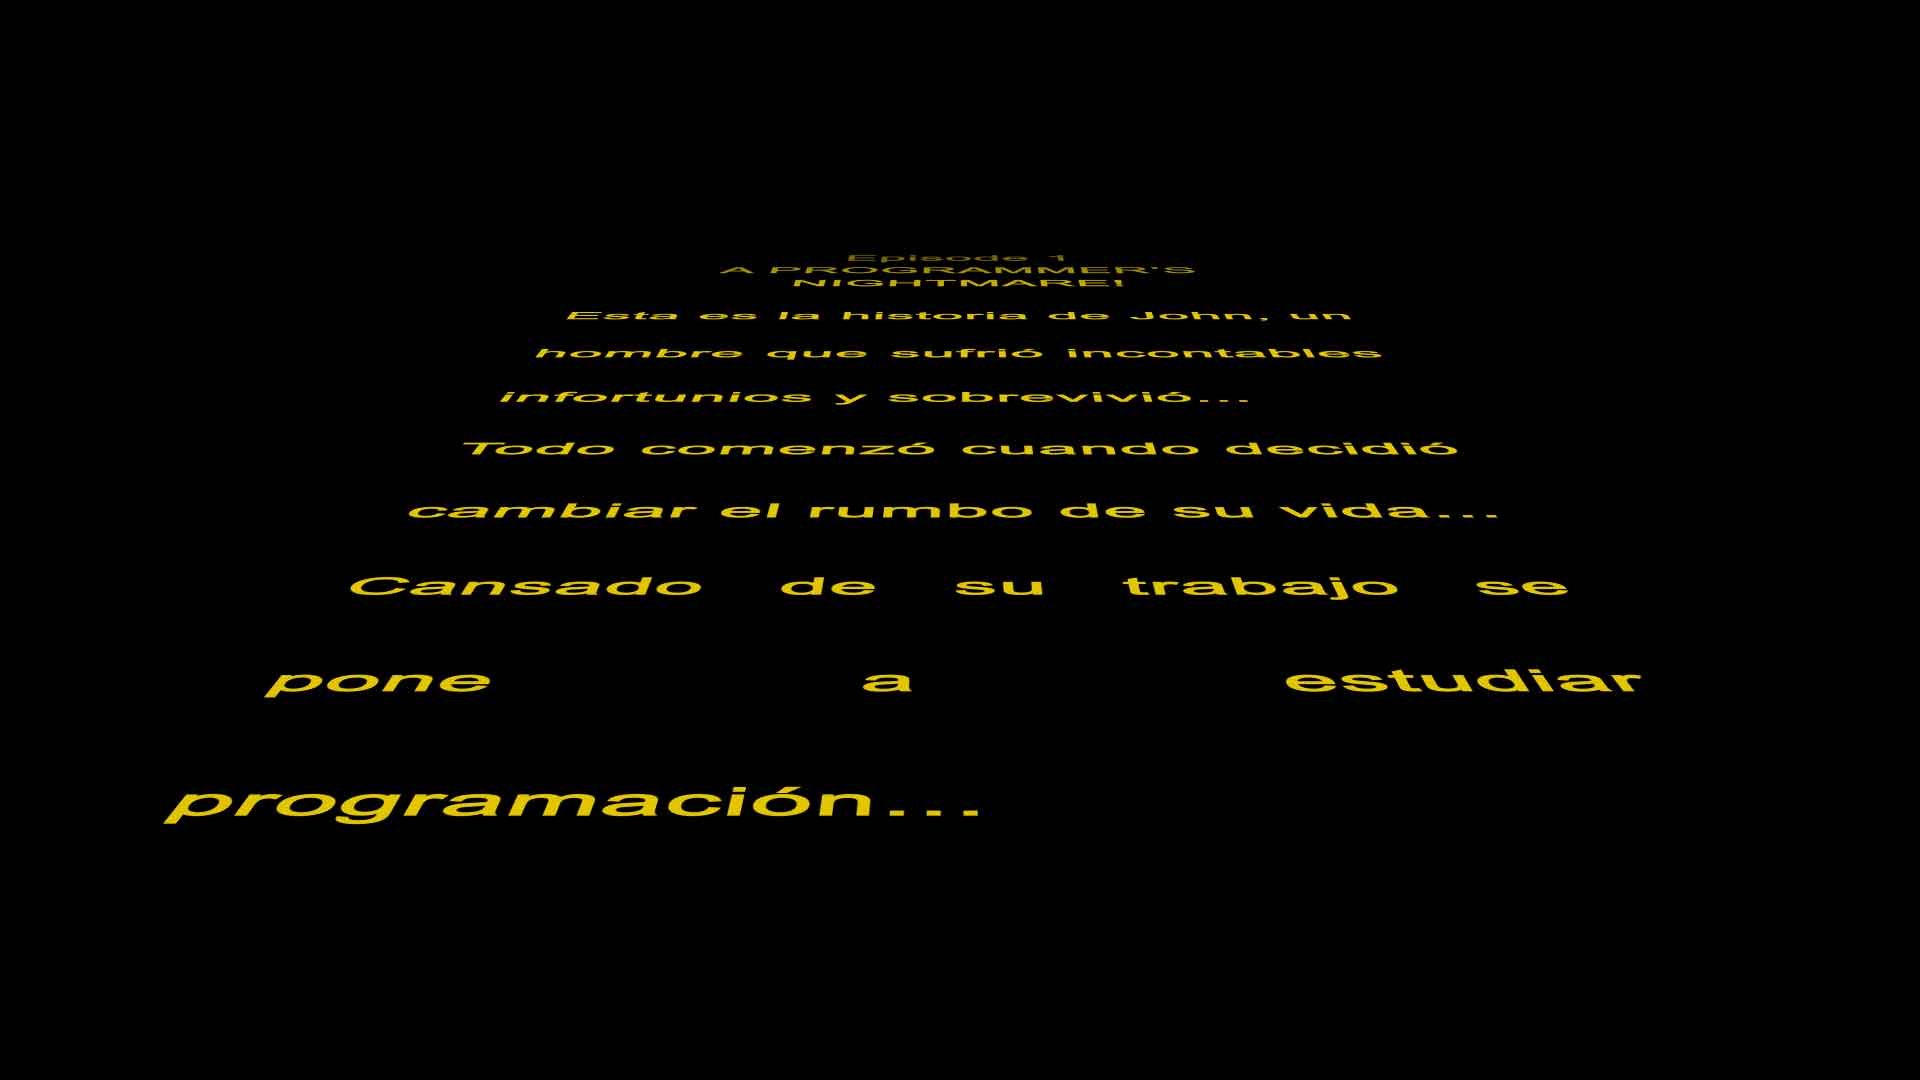 Episode 1
A PROGRAMMER'S
NIGHTMARE!
Esta es la historia de John, un
hombre que sufrió incontables
infortunios y sobrevivió...
Todo comenzó cuando decidió
cambiar el rumbo de su vida...
Cansado de su trabajo se
pone a estudiar
programación...